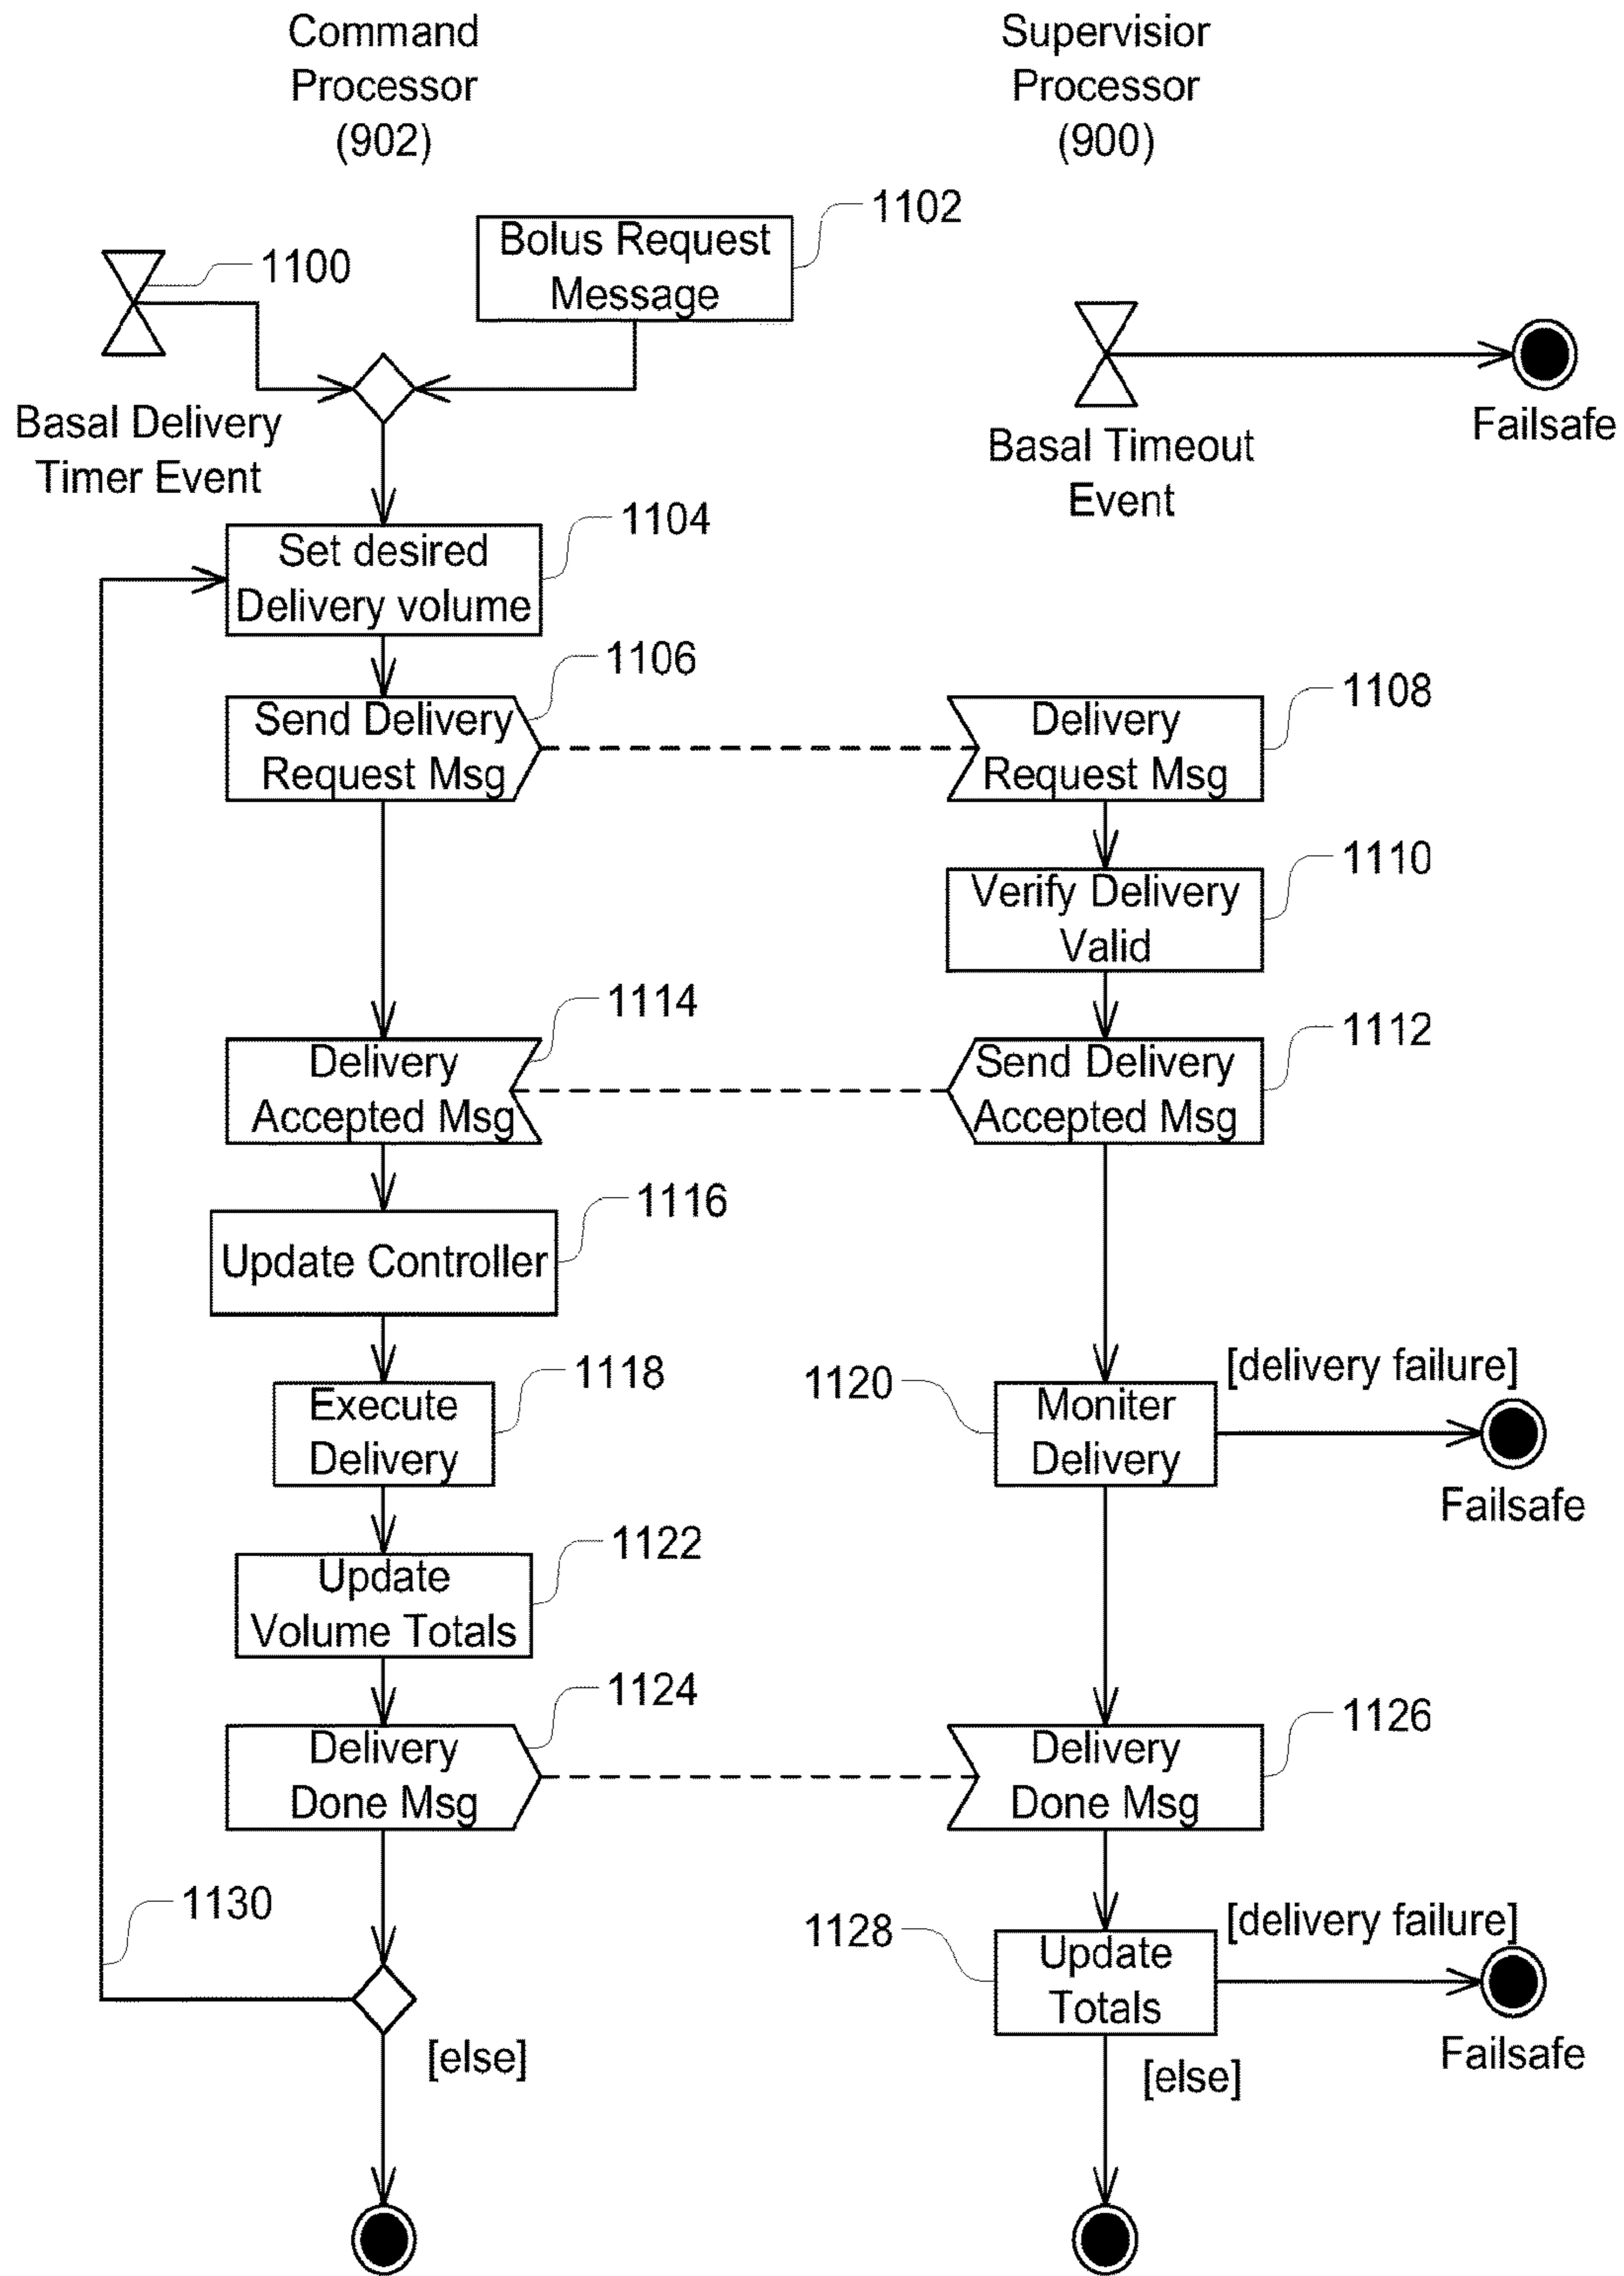 Command
Processor
(902)
Supervisior
Processor
(900)
1102
Bolus Request
Message
1100
Basal Delivery
Timer Event
Basal Timeout
Event
Failsafe
1104
Set desired
Delivery volume
1106
Send Delivery
Request Msg
1108
Delivery
Request Msg
1110
Verify Delivery
Valid
1114
Delivery
Accepted Msg
1112
Send Delivery
Accepted Msg
1116
Update Controller
1118
Execute
Delivery
1120
Moniter
Delivery
[delivery failure]
Failsafe
1122
Update
Volume Totals
1124
Delivery
Done Msg
1126
Delivery
Done Msg
1130
[else]
1128
Update
Totals
[delivery failure]
Failsafe
[else]